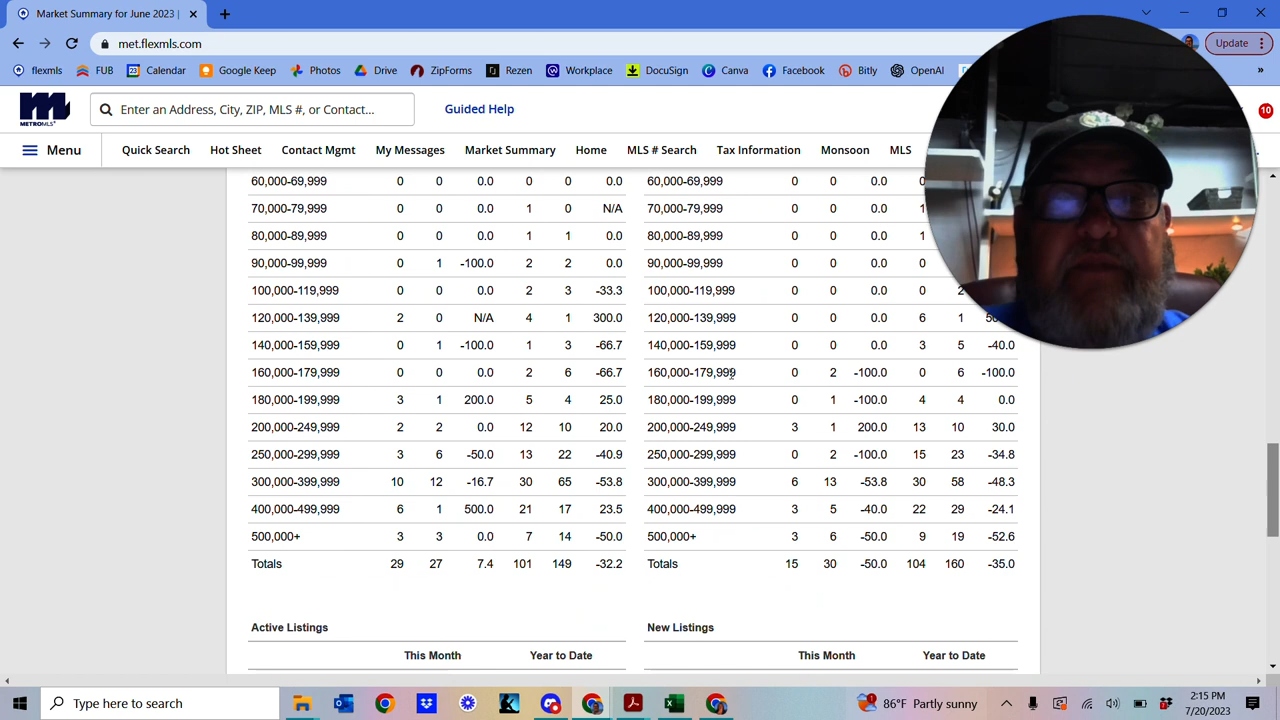 Market Summary for June 2023 |
met.flexmls.com
Update
flexmls FUB Calendar Google Keep Photos Drive ZipForms Rezen Workplace DocuSign Canva Facebook Bitly OpenAI »
METROMLS
Enter an Address, City, ZIP, MLS #, or Contact...
Guided Help
10
Menu Quick Search Hot Sheet Contact Mgmt My Messages Market Summary Home MLS # Search Tax Information Monsoon MLS
60,000-69,999 0 0 0.0 0 0 0.0 60,000-69,999 0 0 0.0 0
70,000-79,999 0 0 0.0 1 0 N/A 70,000-79,999 0 0 0.0 1
80,000-89,999 0 0 0.0 1 1 0.0 80,000-89,999 0 0 0.0 1
90,000-99,999 0 1 -100.0 2 2 0.0 90,000-99,999 0 0 0.0 0
100,000-119,999 0 0 0.0 2 3 -33.3 100,000-119,999 0 0 0.0 2
120,000-139,999 2 0 N/A 4 1 300.0 120,000-139,999 0 0 0.0 6 1
140,000-159,999 0 1 -100.0 1 3 -66.7 140,000-159,999 0 0 0.0 3 5 -40.0
160,000-179,999 0 0 0.0 2 6 -66.7 160,000-179,999 0 2 -100.0 0 6 -100.0
180,000-199,999 3 1 200.0 5 4 25.0 180,000-199,999 0 1 -100.0 4 4 0.0
200,000-249,999 2 2 0.0 12 10 20.0 200,000-249,999 3 1 200.0 13 10 30.0
250,000-299,999 3 6 -50.0 13 22 -40.9 250,000-299,999 0 2 -100.0 15 23 -34.8
300,000-399,999 10 12 -16.7 30 65 -53.8 300,000-399,999 6 13 -53.8 30 58 -48.3
400,000-499,999 6 1 500.0 21 17 23.5 400,000-499,999 3 5 -40.0 22 29 -24.1
500,000+ 3 3 0.0 7 14 -50.0 500,000+ 3 6 -50.0 9 19 -52.6
Totals 29 27 7.4 101 149 -32.2 Totals 15 30 -50.0 104 160 -35.0
Active Listings New Listings
This Month Year to Date This Month Year to Date
Type here to search
86°F Partly sunny
2:15 PM
7/20/2023